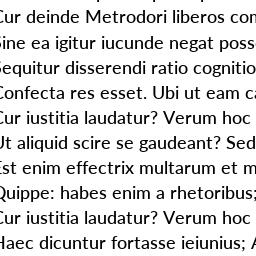 Cur deinde Metrodori liberos com
Sine ea igitur iucunde negat poss
Sequitur disserendi ratio cognitio
Confecta res esset. Ubi ut eam ca
Cur iustitia laudatur? Verum hoc
Ut aliquid scire se gaudeant? Sed
Est enim effectrix multarum et m
Quippe: habes enim a rhetoribus;
Cur iustitia laudatur? Verum hoc
Haec dicuntur fortasse ieiunius; A